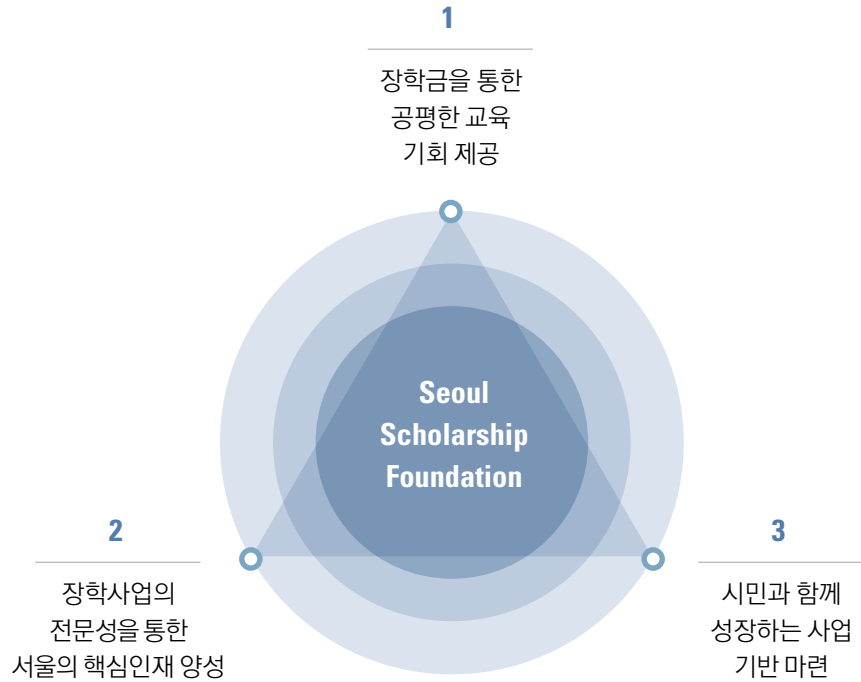 1
장학금을 통한
공평한 교육
기회 제공
Seoul
Scholarship
Foundation
2
장학사업의
전문성을 통한
서울의 핵심인재 양성
3
시민과 함께
성장하는 사업
기반 마련